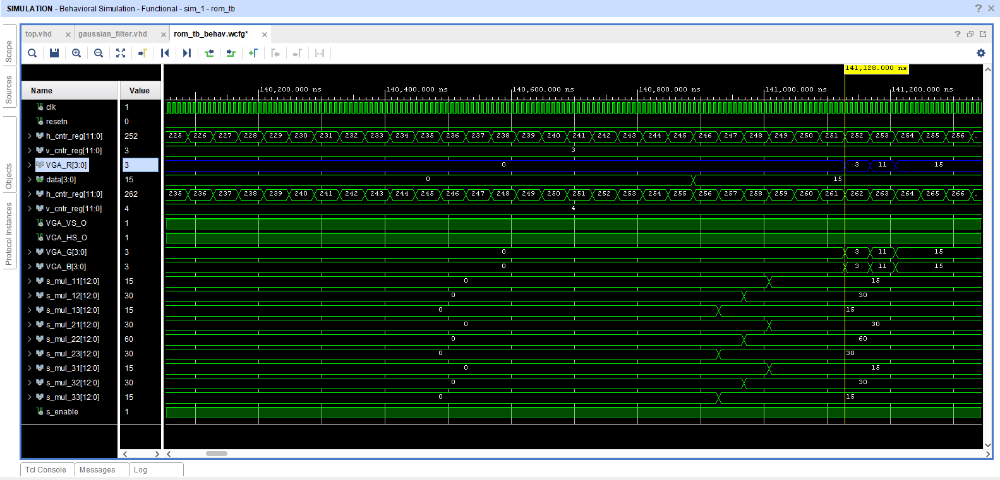 SIMULATION - Behavioral Simulation - Functional - sim_1 - rom_tb
? ×
Scope
Sources
Objects
Protocol Instances
top.vhd × gaussian_filter.vhd × rom_tb_behav.wcfg* ×
?
141,128.000 ns
Name Value
140,200.000 ns 140,400.000 ns 140,600.000 ns 140,800.000 ns 141,000.000 ns 141,200.000 ns
clk 1
resetn 0
h_cntr_reg[11:0] 252 225 226 227 228 229 230 231 232 233 234 235 236 237 238 239 240 241 242 243 244 245 246 247 248 249 250 251 252 253 254 255 256 .
v_cntr_reg[11:0] 3 3
VGA_R[3:0] 3 0 3 11 15
data[3:0] 15 0 15
h_cntr_reg[11:0] 262 235 236 237 238 239 240 241 242 243 244 245 246 247 248 249 250 251 252 253 254 255 256 257 258 259 260 261 262 263 264 265 266 .
v_cntr_reg[11:0] 4 4
VGA_VS_O 1
VGA_HS_O 1
VGA_G[3:0] 3 0 3 11 15
VGA_B[3:0] 3 0 3 11 15
s_mul_11[12:0] 15 0 15
s_mul_12[12:0] 30 0 30
s_mul_13[12:0] 15 0 15
s_mul_21[12:0] 30 0 30
s_mul_22[12:0] 60 0 60
s_mul_23[12:0] 30 0 30
s_mul_31[12:0] 15 0 15
s_mul_32[12:0] 30 0 30
s_mul_33[12:0] 15 0 15
s_enable 1
Tcl Console Messages Log